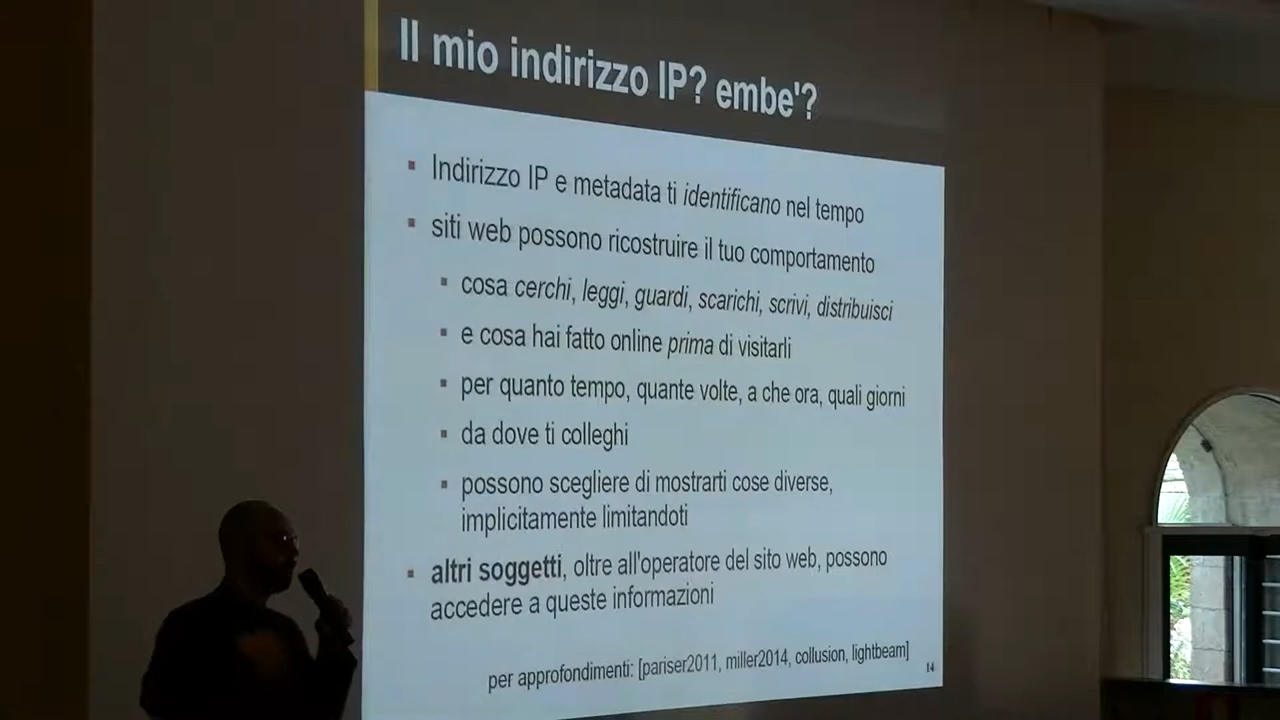 Il mio indirizzo IP? embe'?
Indirizzo IP e metadata ti identificano nel tempo
siti web possono ricostruire il tuo comportamento
cosa cerchi, leggi, guardi, scarichi, scrivi, distribuisci
e cosa hai fatto online prima di visitarli
per quanto tempo, quante volte, a che ora, quali giorni
da dove ti colleghi
possono scegliere di mostrarti cose diverse,
implicitamente limitandoti
altri soggetti, oltre all'operatore del sito web, possono
accedere a queste informazioni
per approfondimenti: [pariser2011, miller2014, collusion, lightbeam]
14